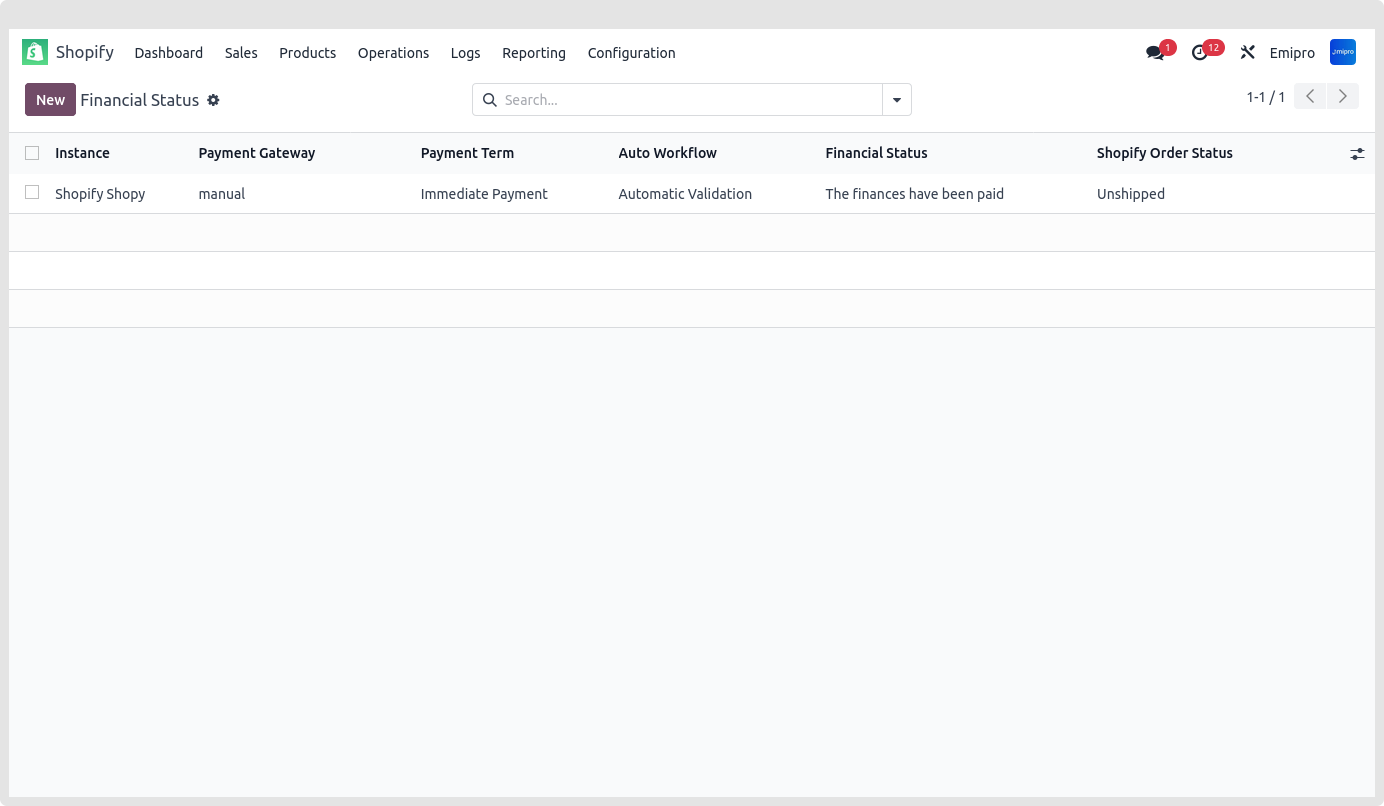 Shopify Dashboard Sales Products Operations Logs Reporting Configuration 1 12 Emipro emipro
New Financial Status Search... 1-1 / 1
Instance Payment Gateway Payment Term Auto Workflow Financial Status Shopify Order Status
Shopify Shopy manual Immediate Payment Automatic Validation The finances have been paid Unshipped